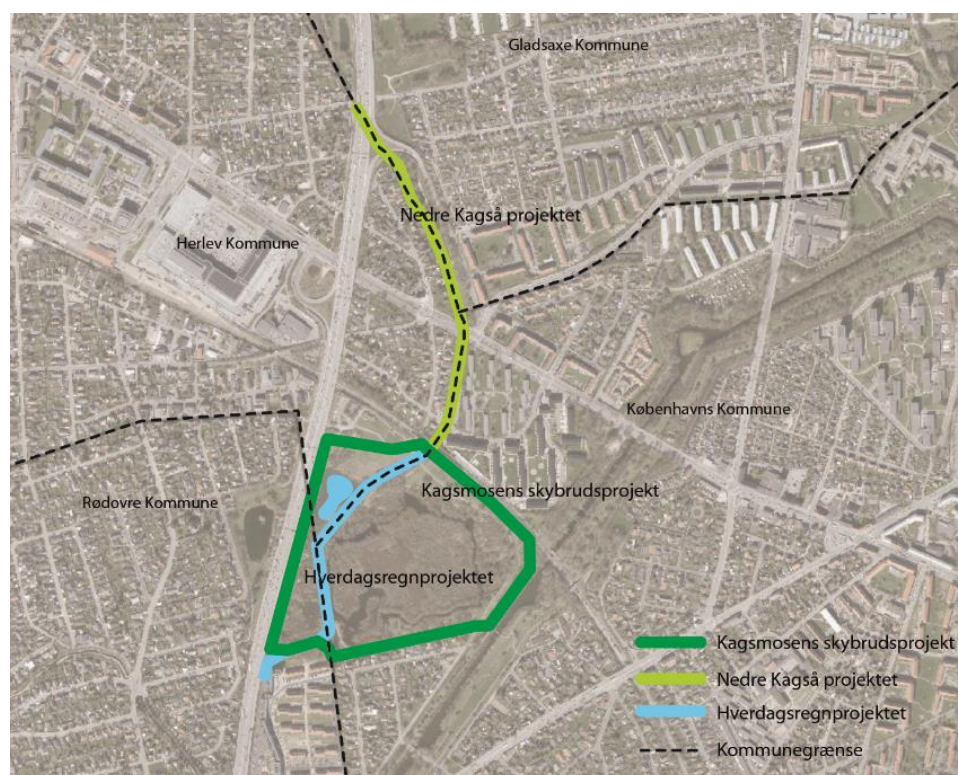 Gladsaxe Kommune
Nedre Kagså projektet
Herlev Kommune
Københavns Kommune
Kagsmosens skybrudsprojekt
Rødovre Kommune
Hverdagsregnprojektet
Kagsmosens skybrudsprojekt
Nedre Kagså projektet
Hverdagsregnprojektet
Kommunegrænse